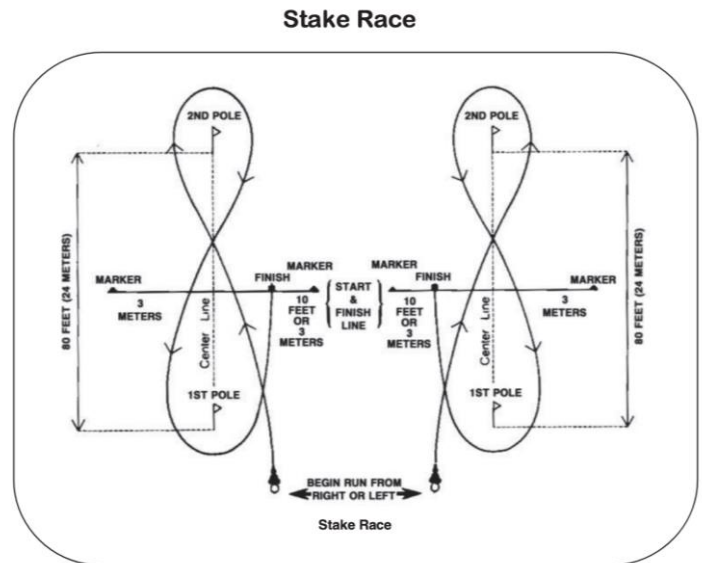 Stake Race
2ND POLE
2ND POLE
80 FEET (24 METERS)
MARKER
3
METERS
FINISH
MARKER
10
FEET
OR
3
METERS
START
&
FINISH
LINE
MARKER
10
FEET
OR
3
METERS
FINISH
MARKER
3
METERS
80 FEET (24 METERS)
Center Line
Center Line
1ST POLE
1ST POLE
BEGIN RUN FROM
RIGHT OR LEFT
Stake Race